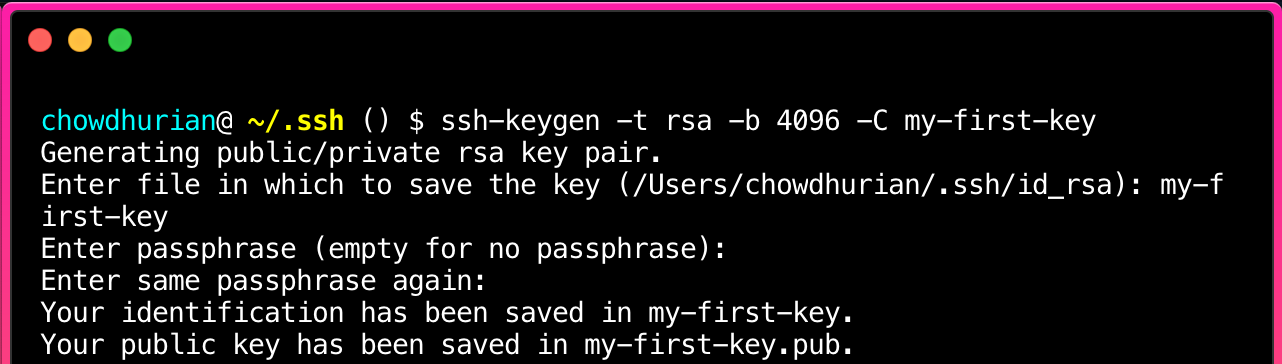 chowdhurian@ ~/.ssh () $ ssh-keygen -t rsa -b 4096 -C my-first-key
Generating public/private rsa key pair.
Enter file in which to save the key (/Users/chowdhurian/.ssh/id_rsa): my-f
irst-key
Enter passphrase (empty for no passphrase):
Enter same passphrase again:
Your identification has been saved in my-first-key.
Your public key has been saved in my-first-key.pub.